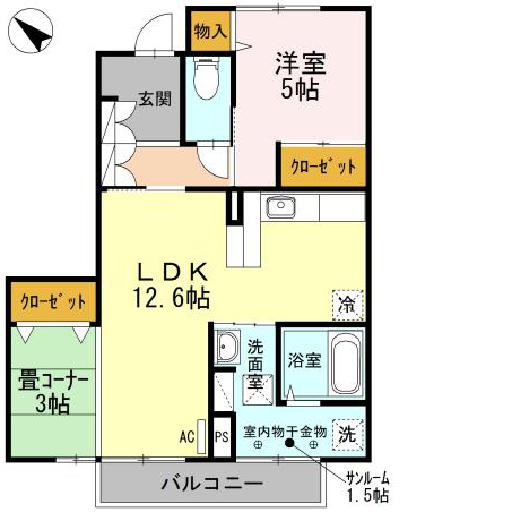 物入
洋室
5帖
玄関
クローゼット
LDK
12.6帖
冷
クローゼット
畳コーナー
3帖
洗面室
浴室
AC
PS
室内物干金物
洗
サンルーム
1.5帖
バルコニー